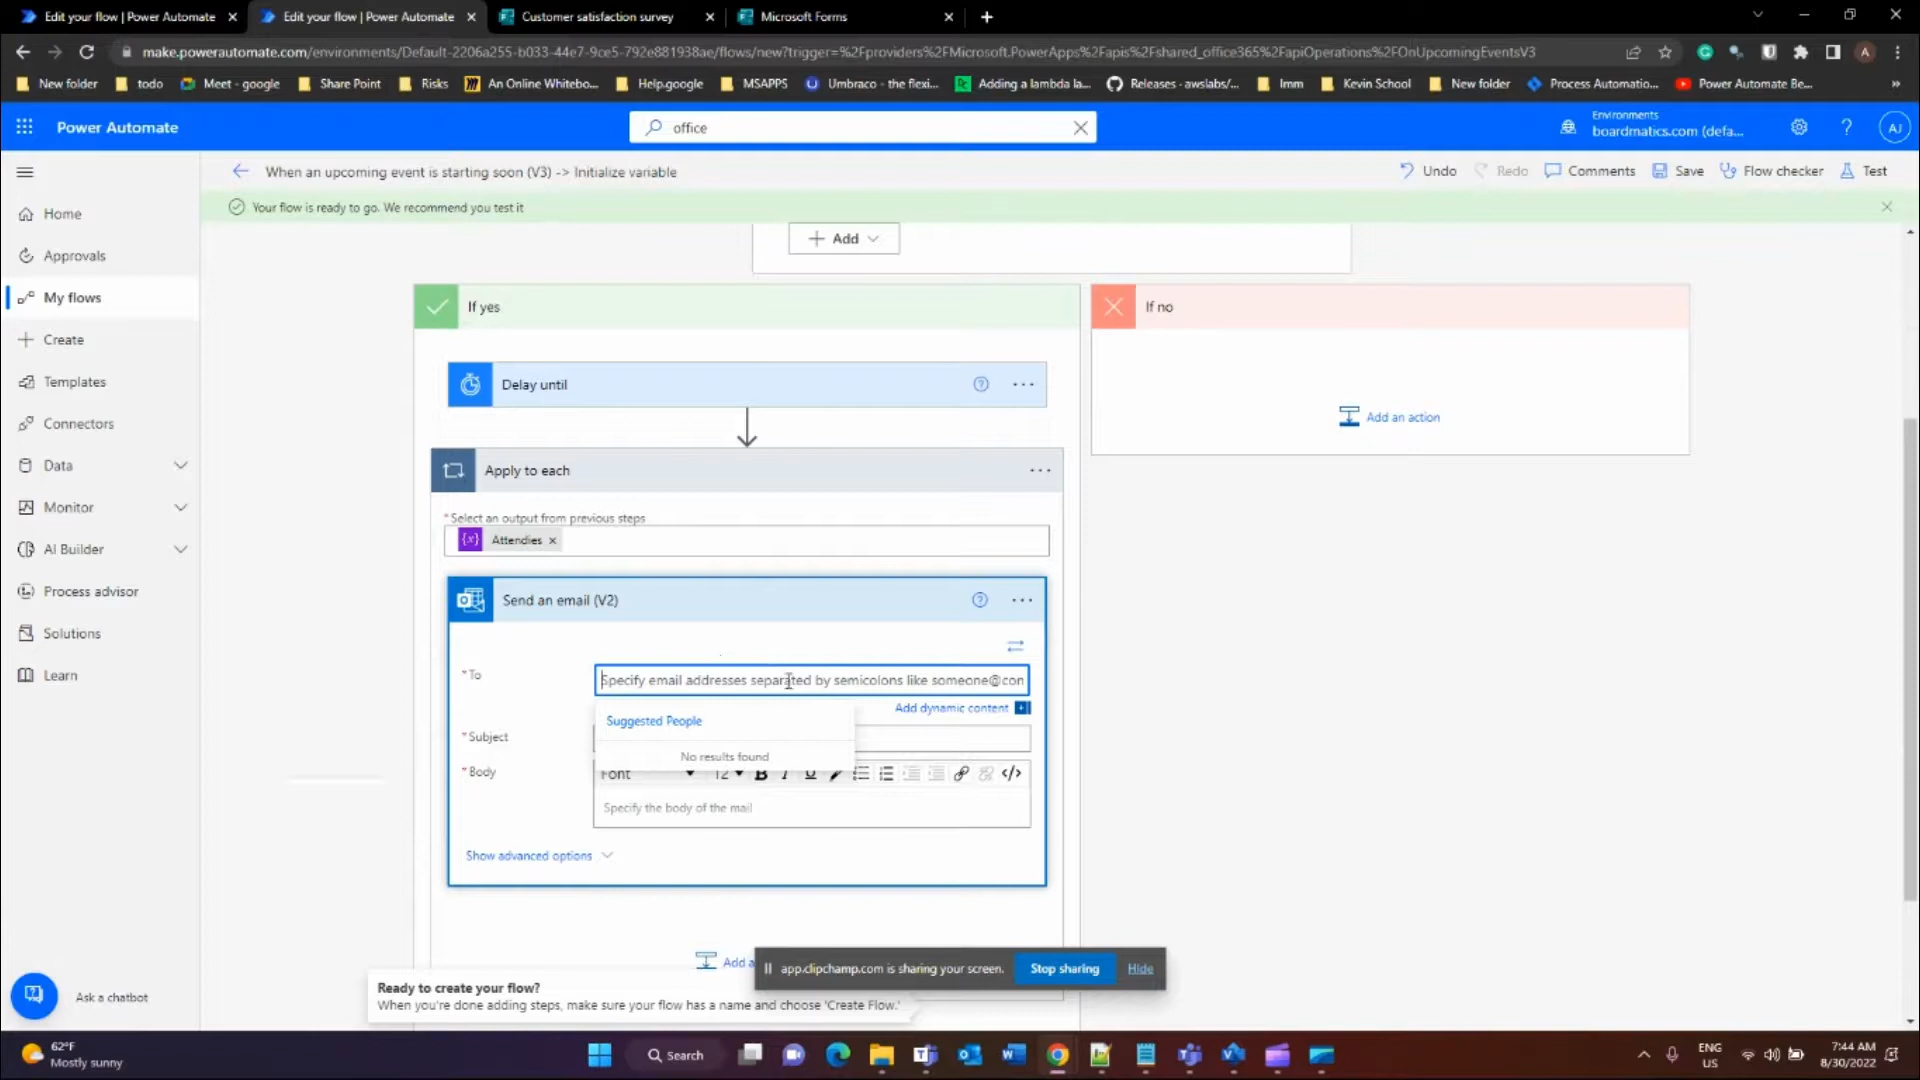 Edit your flow | Power Automate
Edit your flow | Power Automate
Customer satisfaction survey
Microsoft Forms
make.powerautomate.com/environments/Default-2206a255-b033-44e7-9ce5-792e881938ae/flows/new?trigger=%2Fproviders%2FMicrosoft.PowerApps%2Fapis%2Fshared_office365%2FapiOperations%2FOnUpcomingEventsV3
A
New folder
todo
Meet - google
Share Point
Risks
An Online Whitebo...
Help.google
MSAPPS
Umbraco - the flexi...
Adding a lambda la...
Releases - awslabs/...
Imm
Kevin School
New folder
Process Automatio...
Power Automate Be...
»
Power Automate
office
Environments
boardmatics.com (defa...
?
AJ
When an upcoming event is starting soon (V3) -> Initialize variable
Undo
Redo
Comments
Save
Flow checker
Test
Your flow is ready to go. We recommend you test it
Home
Approvals
My flows
Create
Templates
Connectors
Data
Monitor
AI Builder
Process advisor
Solutions
Learn
Ask a chatbot
Add
If yes
If no
Delay until
Add an action
Apply to each
*Select an output from previous steps
{x} Attendies ×
Send an email (V2)
*To
Specify email addresses separated by semicolons like someone@con
Add dynamic content
Suggested People
No results found
*Subject
*Body
Font
12
B I U
</>
Specify the body of the mail
Show advanced options
Add a
app.clipchamp.com is sharing your screen.
Stop sharing
Hide
Ready to create your flow?
When you're done adding steps, make sure your flow has a name and choose 'Create Flow.'
62°F
Mostly sunny
Search
ENG
US
7:44 AM
8/30/2022